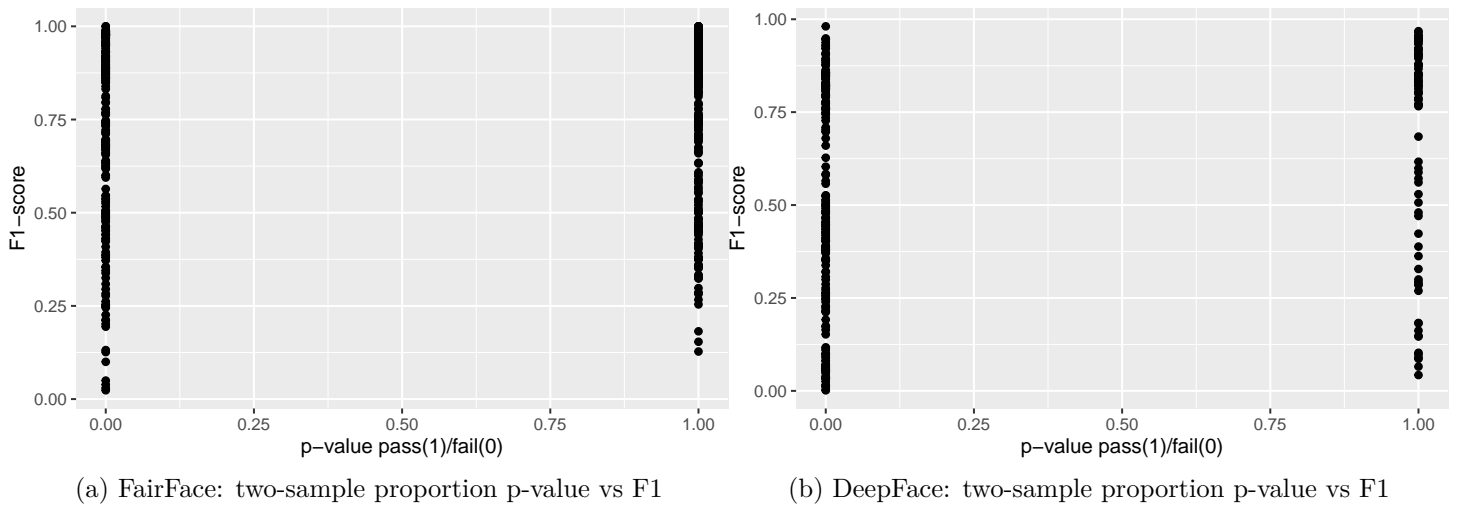 1.00
0.75
0.50
0.25
0.00
F1−score
0.00 0.25 0.50 0.75 1.00
p−value pass(1)/fail(0)
(a) FairFace: two-sample proportion p-value vs F1
1.00
0.75
0.50
0.25
0.00
F1−score
0.00 0.25 0.50 0.75 1.00
p−value pass(1)/fail(0)
(b) DeepFace: two-sample proportion p-value vs F1